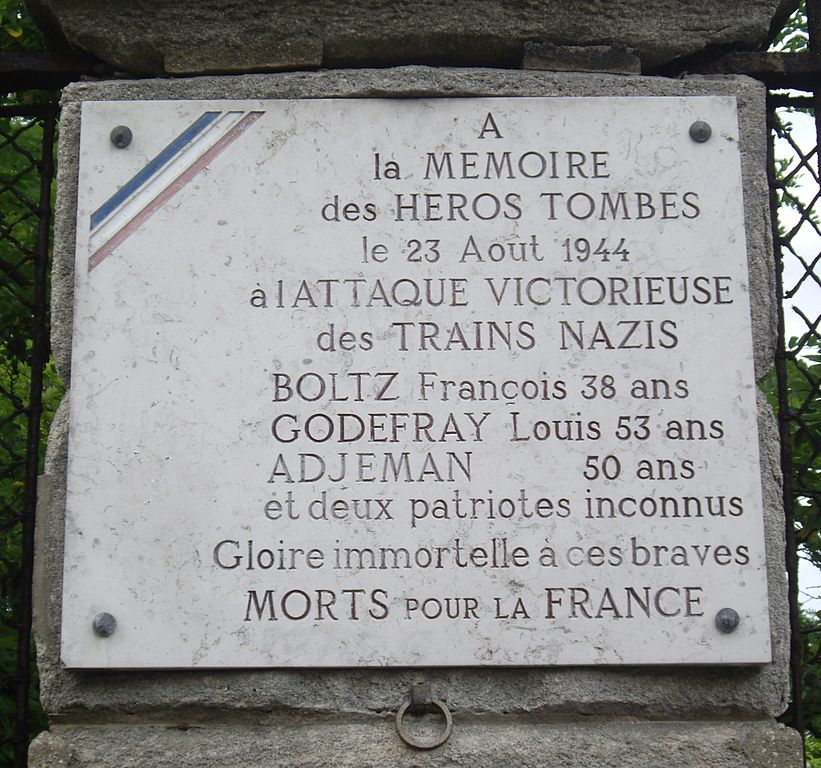 A
la MEMOIRE
des HEROS TOMBES
le 23 Août 1944
à l ATTAQUE VICTORIEUSE
des TRAINS NAZIS
BOLTZ François 38 ans
GODEFRAY Louis 53 ans
ADJEMAN 50 ans
et deux patriotes inconnus
Gloire immortelle à ces braves
MORTS POUR LA FRANCE